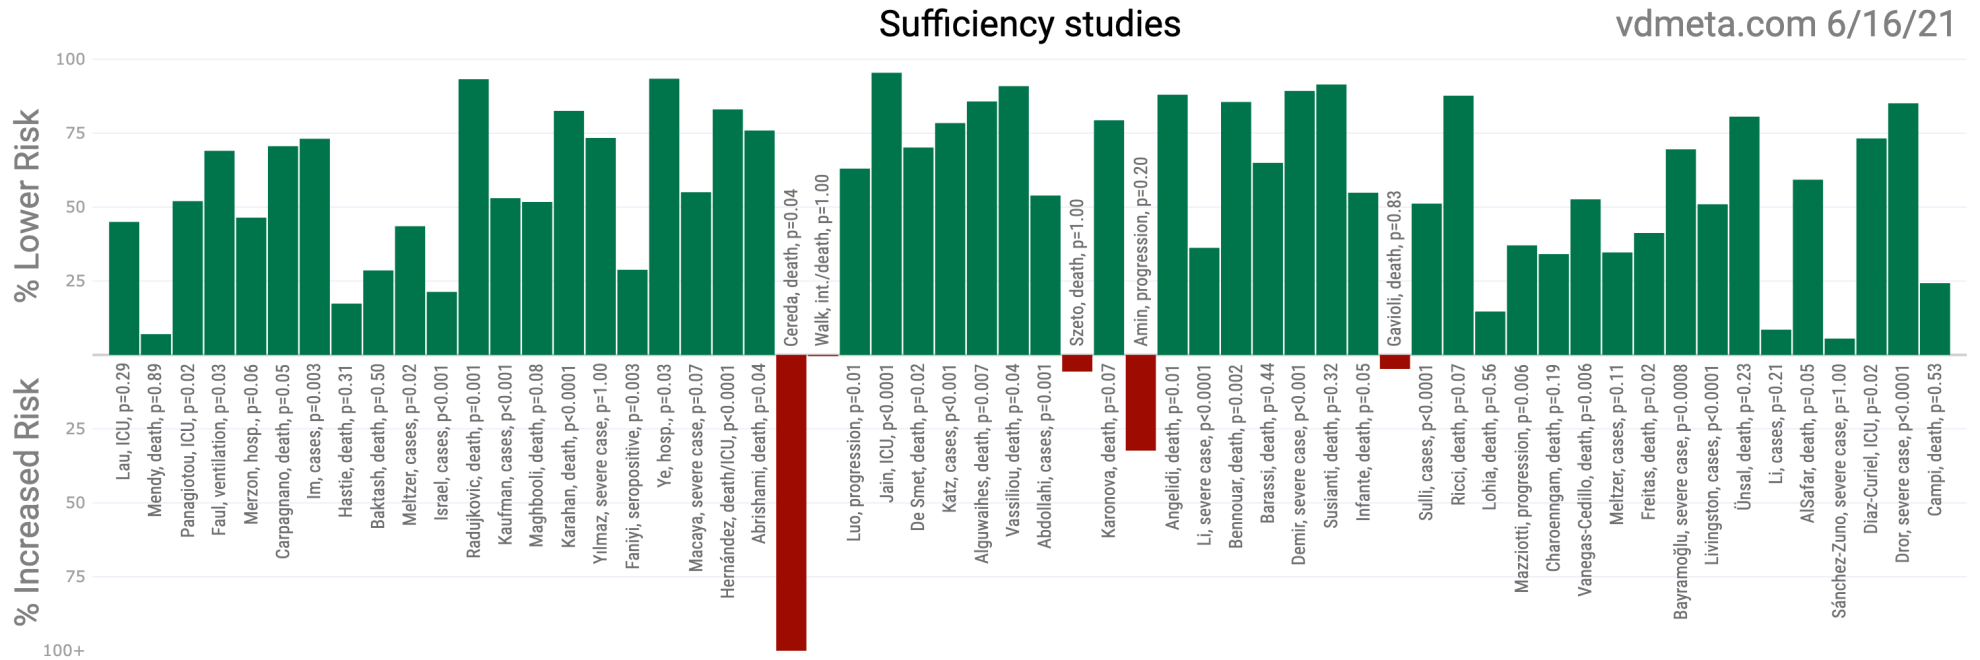 Sufficiency studies
vdmeta.com 6/16/21
% Lower Risk
% Increased Risk
100
75
50
25
25
50
75
100+
Lau, ICU, p=0.29
Mendy, death, p=0.89
Panagiotou, ICU, p=0.02
Faul, ventilation, p=0.03
Merzon, hosp., p=0.06
Carpagnano, death, p=0.05
Im, cases, p=0.003
Hastie, death, p=0.31
Baktash, death, p=0.50
Meltzer, cases, p=0.02
Israel, cases, p<0.001
Radujkovic, death, p=0.001
Kaufman, cases, p<0.001
Maghbooli, death, p=0.08
Karahan, death, p<0.0001
Yılmaz, severe case, p=1.00
Faniyi, seropositive, p=0.003
Ye, hosp., p=0.03
Macaya, severe case, p=0.07
Hernández, death/ICU, p<0.0001
Abrishami, death, p=0.04
Cereda, death, p=0.04
Walk, int./death, p=1.00
Luo, progression, p=0.01
Jain, ICU, p<0.0001
De Smet, death, p=0.02
Katz, cases, p<0.001
Alguwaihes, death, p=0.007
Vassiliou, death, p=0.04
Abdollahi, cases, p=0.001
Szeto, death, p=1.00
Karonova, death, p=0.07
Amin, progression, p=0.20
Angelidi, death, p=0.01
Li, severe case, p<0.0001
Bennouar, death, p=0.002
Barassi, death, p=0.44
Demir, severe case, p<0.001
Susianti, death, p=0.32
Infante, death, p=0.05
Gavioli, death, p=0.83
Sulli, cases, p<0.0001
Ricci, death, p=0.07
Lohia, death, p=0.56
Mazziotti, progression, p=0.006
Charoenngam, death, p=0.19
Vanegas-Cedillo, death, p=0.006
Meltzer, cases, p=0.11
Freitas, death, p=0.02
Bayramoğlu, severe case, p=0.0008
Livingston, cases, p<0.0001
Ünsal, death, p=0.23
Li, cases, p=0.21
AlSafar, death, p=0.05
Sánchez-Zuno, severe case, p=1.00
Diaz-Curiel, ICU, p=0.02
Dror, severe case, p<0.0001
Campi, death, p=0.53